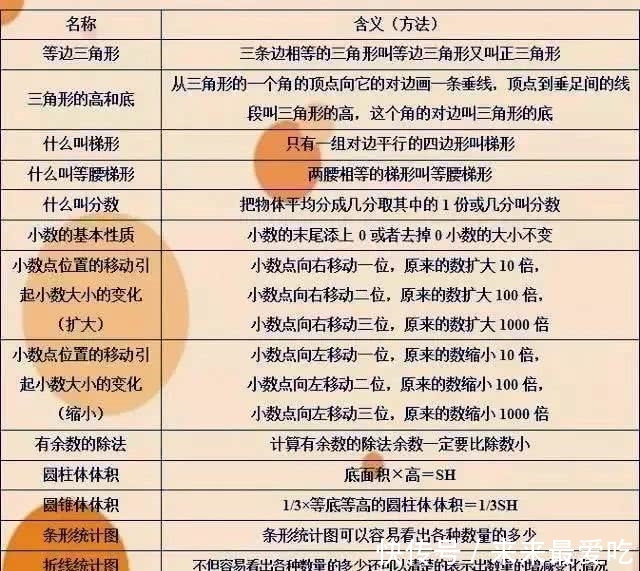 名称 含义（方法）
等边三角形 三条边相等的三角形叫等边三角形又叫正三角形
三角形的高和底 从三角形的一个角的顶点向它的对边画一条垂线，顶点到垂足间的线
段叫三角形的高，这个角的对边叫三角形的底
什么叫梯形 只有一组对边平行的四边形叫梯形
什么叫等腰梯形 两腰相等的梯形叫等腰梯形
什么叫分数 把物体平均分成几分取其中的1份或几分叫分数
小数的基本性质 小数的末尾添上0或者去掉0小数的大小不变
小数点位置的移动引 小数点向右移动一位，原来的数扩大10倍，
起小数大小的变化 小数点向右移动二位，原来的数扩大100倍，
（扩大） 小数点向右移动三位，原来的数扩大1000倍
小数点位置的移动引 小数点向左移动一位，原来的数缩小10倍，
起小数大小的变化 小数点向左移动二位，原来的数缩小100倍，
（缩小） 小数点向左移动三位，原来的数缩小1000倍
有余数的除法 计算有余数的除法余数一定要比除数小
圆柱体体积 底面积×高＝SH
圆锥体体积 1/3×等底等高的圆柱体体积＝1/3SH
条形统计图 条形统计图可以容易看出各种数量的多少
折线统计图 不但容易看出各种数量的多少还可以清清的表示出数量的增减变化情况
快传号／来来最爱吃